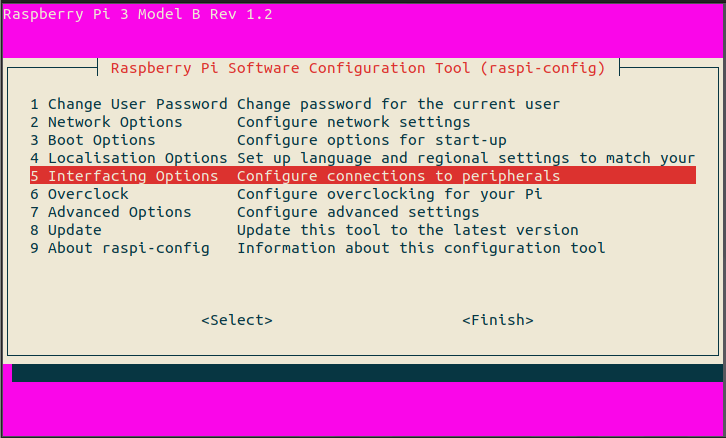 Raspberry Pi 3 Model B Rev 1.2
Raspberry Pi Software Configuration Tool (raspi-config)
1 Change User Password Change password for the current user
2 Network Options Configure network settings
3 Boot Options Configure options for start-up
4 Localisation Options Set up language and regional settings to match your
5 Interfacing Options Configure connections to peripherals
6 Overclock Configure overclocking for your Pi
7 Advanced Options Configure advanced settings
8 Update Update this tool to the latest version
9 About raspi-config Information about this configuration tool
<Select> <Finish>